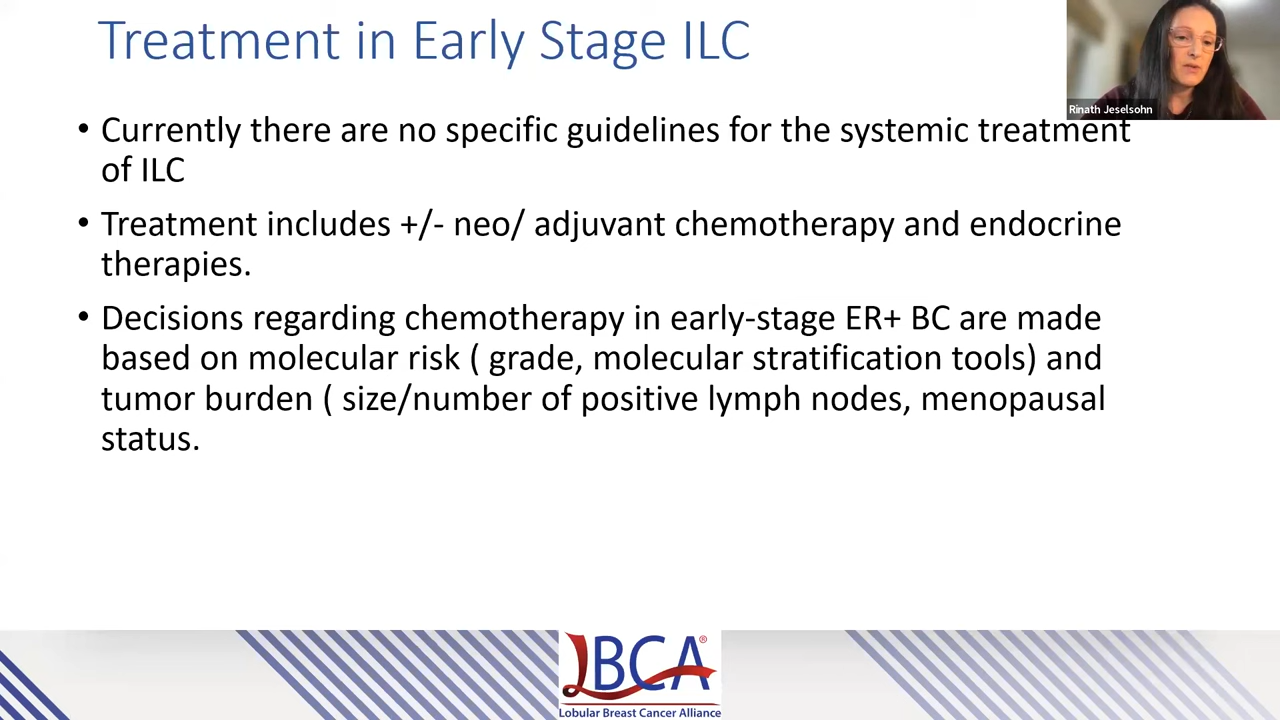 Treatment in Early Stage ILC
Rinath Jeselsohn
• Currently there are no specific guidelines for the systemic treatment
of ILC
• Treatment includes +/- neo/ adjuvant chemotherapy and endocrine
therapies.
• Decisions regarding chemotherapy in early-stage ER+ BC are made
based on molecular risk ( grade, molecular stratification tools) and
tumor burden ( size/number of positive lymph nodes, menopausal
status.
LBCA®
Lobular Breast Cancer Alliance